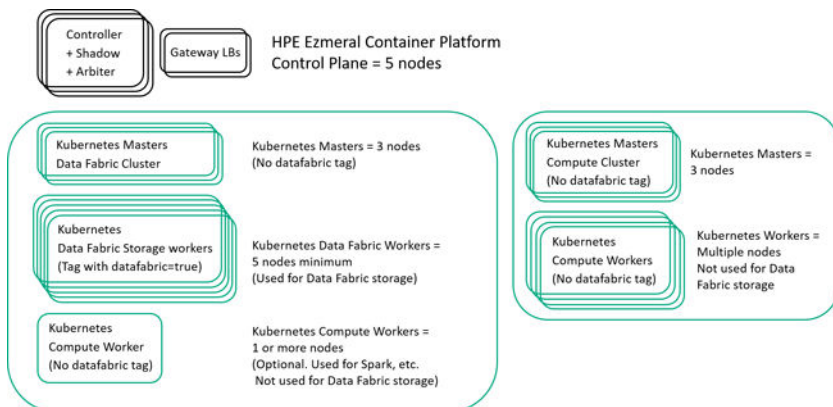 Controller
+ Shadow
+ Arbiter
Gateway LBs
HPE Ezmeral Container Platform
Control Plane = 5 nodes
Kubernetes Masters
Data Fabric Cluster
Kubernetes Masters = 3 nodes
(No datafabric tag)
Kubernetes
Data Fabric Storage workers
(Tag with datafabric=true)
Kubernetes Data Fabric Workers =
5 nodes minimum
(Used for Data Fabric storage)
Kubernetes
Compute Worker
(No datafabric tag)
Kubernetes Compute Workers =
1 or more nodes
(Optional. Used for Spark, etc.
Not used for Data Fabric storage)
Kubernetes Masters
Compute Cluster
(No datafabric tag)
Kubernetes Masters =
3 nodes
Kubernetes
Compute Workers
(No datafabric tag)
Kubernetes Workers =
Multiple nodes
Not used for Data
Fabric storage